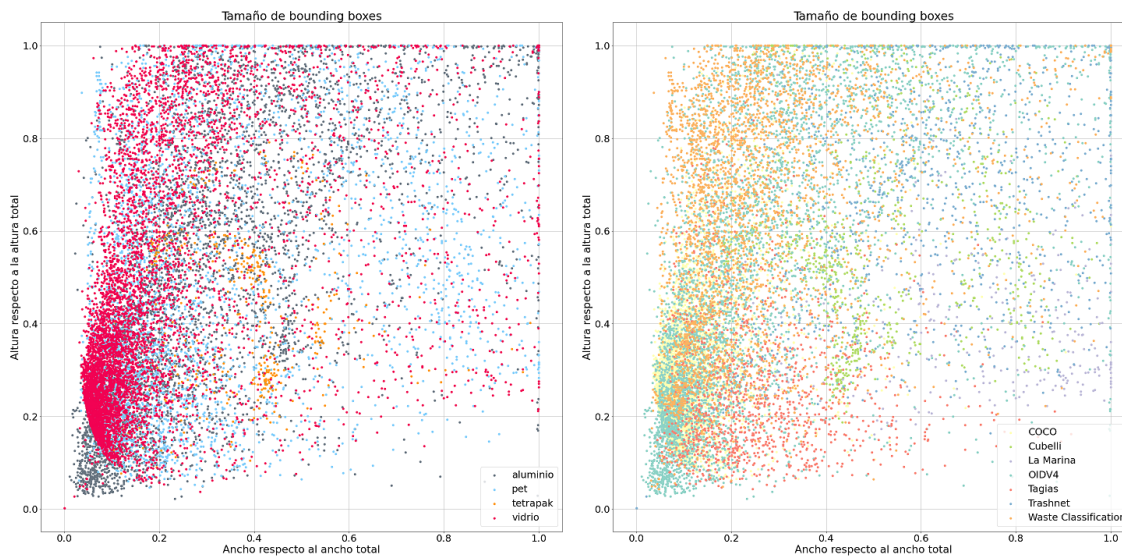 Tamaño de bounding boxes
Altura respecto a la altura total
1.0
0.8
0.6
0.4
0.2
0.0
0.0
0.2
0.4
0.6
0.8
1.0
Ancho respecto al ancho total
aluminio
pet
tetrapak
vidrio
Tamaño de bounding boxes
Altura respecto a la altura total
1.0
0.8
0.6
0.4
0.2
0.0
0.0
0.2
0.4
0.6
0.8
1.0
Ancho respecto al ancho total
COCO
Cubelli
La Marina
OIDV4
Tagias
Trashnet
Waste Classification